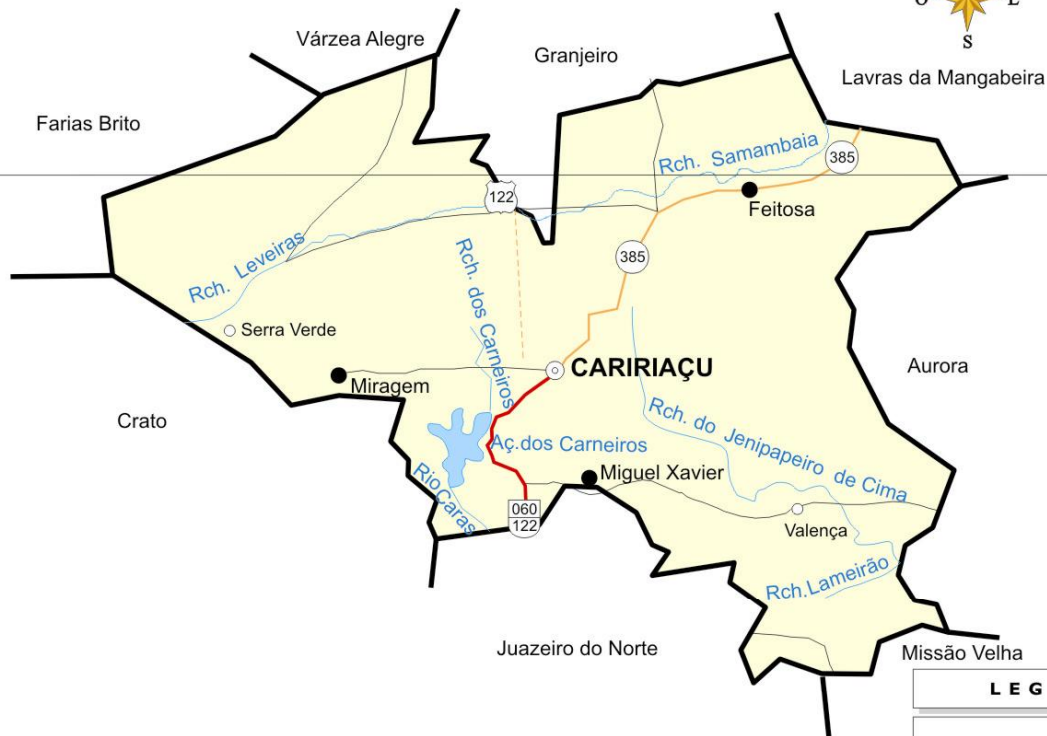 O
L
S
Várzea Alegre
Granjeiro
Lavras da Mangabeira
Farias Brito
Rch. Samambaia
385
122
Feitosa
Rch. Leveiras
Rch. dos Carneiros
385
Serra Verde
CARIRIAÇU
Miragem
Aurora
Crato
Rch. do Jenipapeiro de Cima
Aç.dos Carneiros
Miguel Xavier
RioCaras
060
122
Valença
Rch.Lameirão
Juazeiro do Norte
Missão Velha
LEG